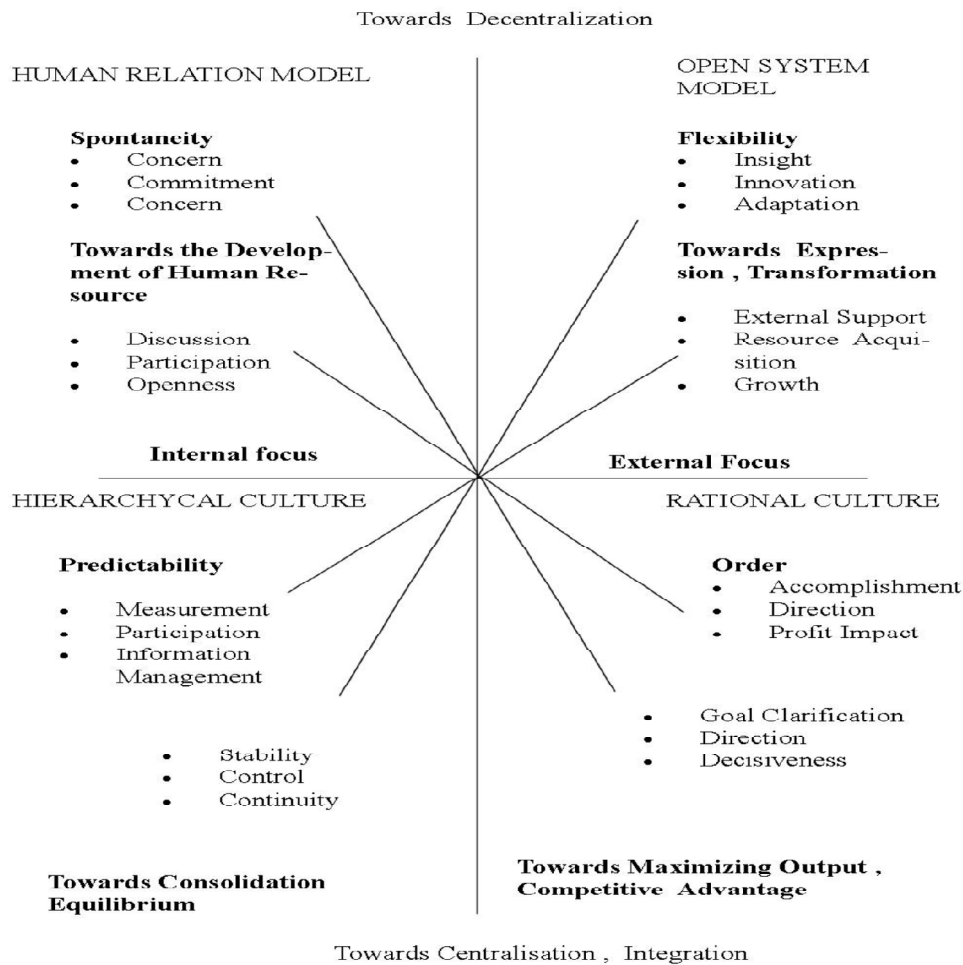 Towards Decentralization
HUMAN RELATION MODEL
OPEN SYSTEM
MODEL
Spontaneity
• Concern
• Commitment
• Concern
Flexibility
• Insight
• Innovation
• Adaptation
Towards the Develop-
ment of Human Re-
source
• Discussion
• Participation
• Openness
Towards Expres-
sion , Transformation
• External Support
• Resource Acqui-
sition
• Growth
Internal focus
External Focus
HIERARCHYCAL CULTURE
RATIONAL CULTURE
Predictability
• Measurement
• Participation
• Information
Management
Order
• Accomplishment
• Direction
• Profit Impact
• Stability
• Control
• Continuity
• Goal Clarification
• Direction
• Decisiveness
Towards Consolidation
Equilibrium
Towards Maximizing Output ,
Competitive Advantage
Towards Centralisation , Integration